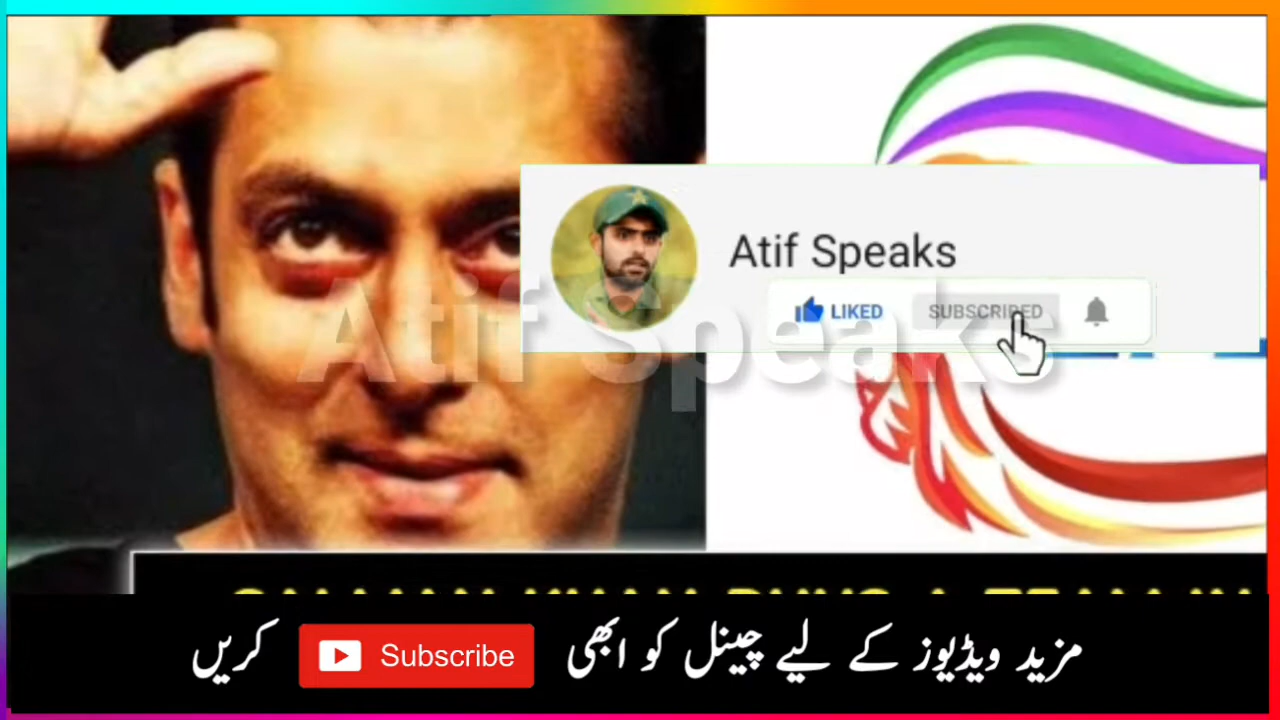 Atif Speaks
LIKED SUBSCRIBED
Atif Speaks
مزید ویڈیوز کے لیے چینل کو ابھی Subscribe کریں